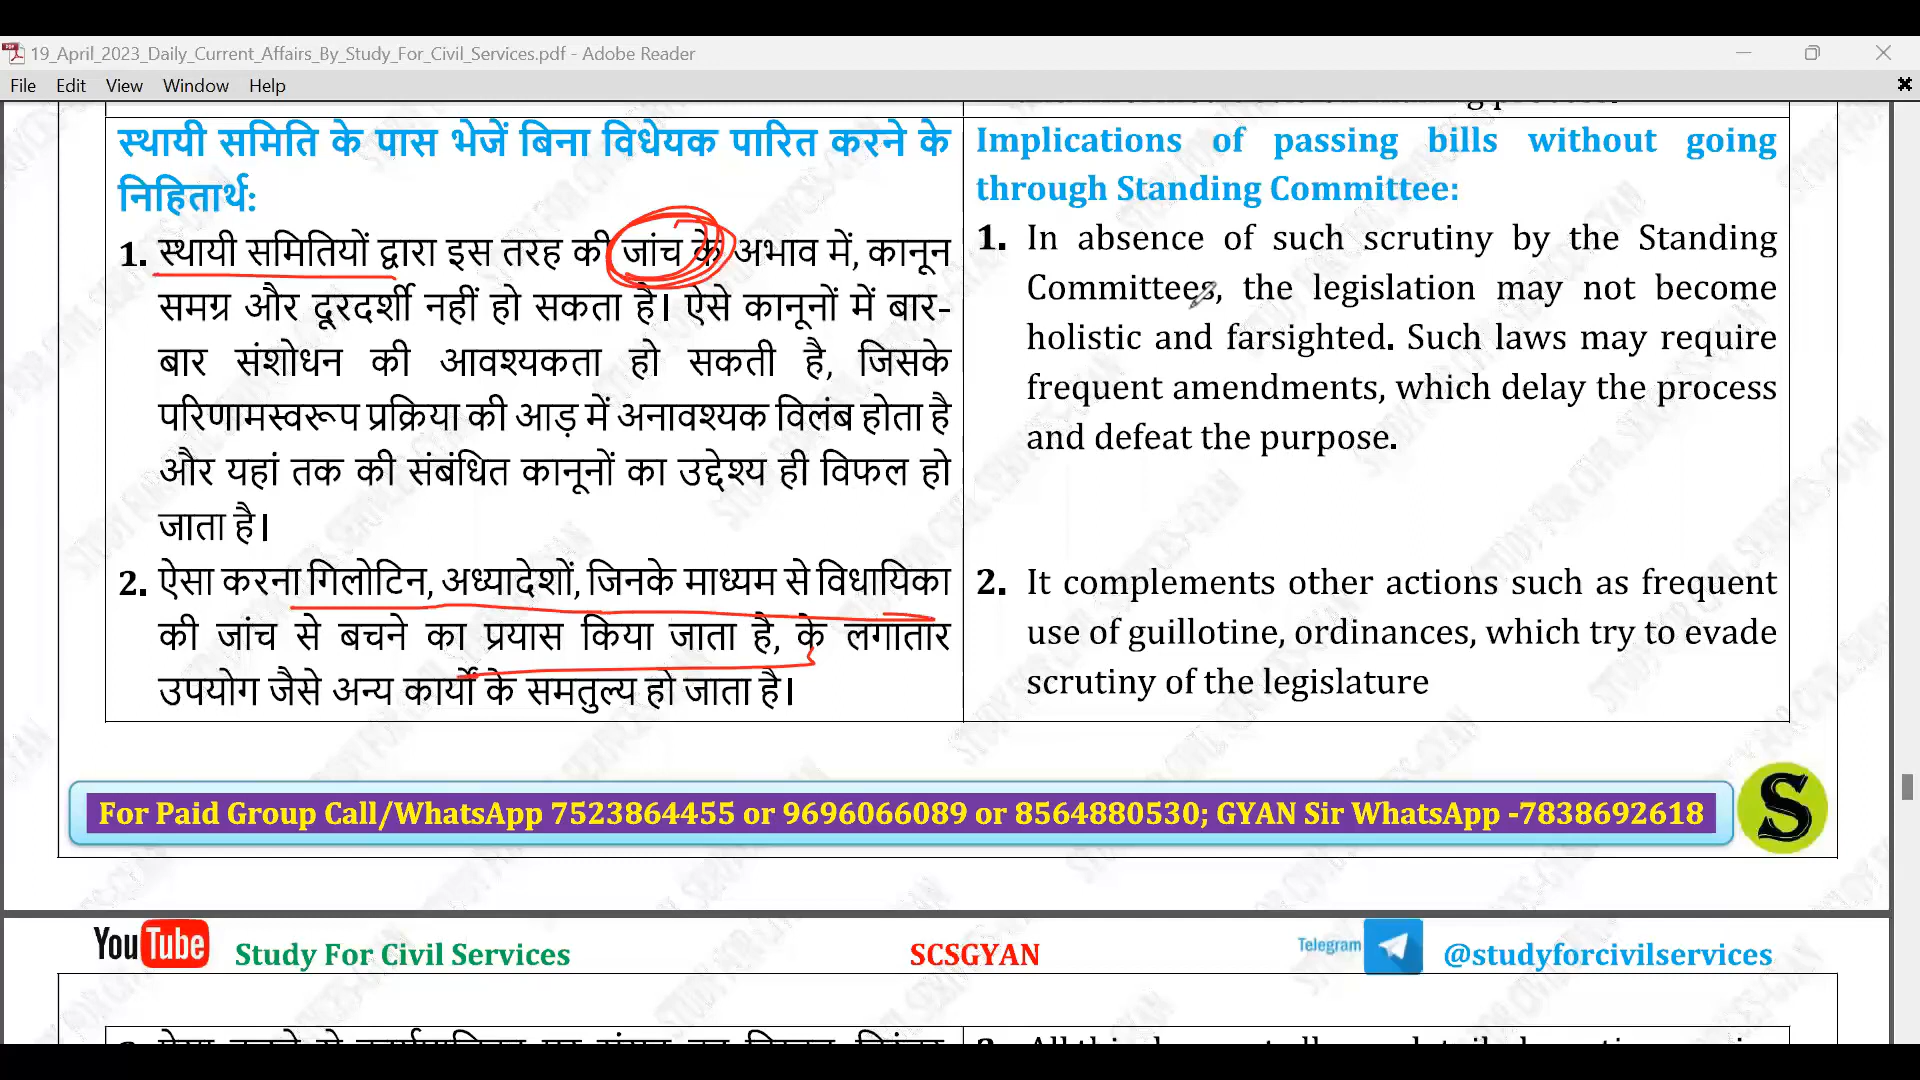 19_April_2023_Daily_Current_Affairs_By_Study_For_Civil_Services.pdf - Adobe Reader
File Edit View Window Help
स्थायी समिति के पास भेजें बिना विधेयक पारित करने के
निहितार्थ:
1. स्थायी समितियों द्वारा इस तरह की जांच के अभाव में, कानून
समग्र और दूरदर्शी नहीं हो सकता है। ऐसे कानूनों में बार-
बार संशोधन की आवश्यकता हो सकती है, जिसके
परिणामस्वरूप प्रक्रिया की आड़ में अनावश्यक विलंब होता है
और यहां तक की संबंधित कानूनों का उद्देश्य ही विफल हो
जाता है।
2. ऐसा करना गिलोटिन, अध्यादेशों, जिनके माध्यम से विधायिका
की जांच से बचने का प्रयास किया जाता है, के लगातार
उपयोग जैसे अन्य कार्यों के समतुल्य हो जाता है।
Implications of passing bills without going
through Standing Committee:
1. In absence of such scrutiny by the Standing
Committees, the legislation may not become
holistic and farsighted. Such laws may require
frequent amendments, which delay the process
and defeat the purpose.
2. It complements other actions such as frequent
use of guillotine, ordinances, which try to evade
scrutiny of the legislature
For Paid Group Call/WhatsApp 7523864455 or 9696066089 or 8564880530; GYAN Sir WhatsApp -7838692618
S
YouTube Study For Civil Services SCSGYAN Telegram @studyforcivilservices